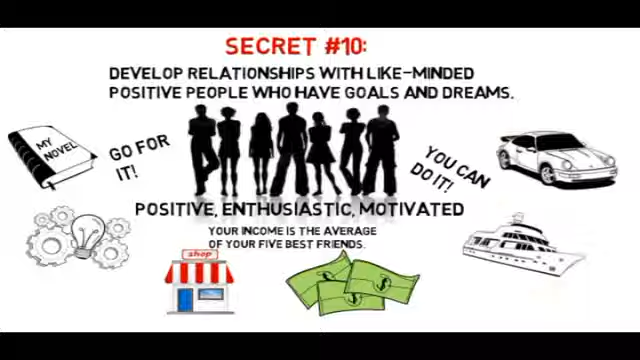 SECRET #10:
DEVELOP RELATIONSHIPS WITH LIKE-MINDED
POSITIVE PEOPLE WHO HAVE GOALS AND DREAMS.
MY
NOVEL
GO FOR
IT!
YOU CAN
DO IT!
POSITIVE, ENTHUSIASTIC, MOTIVATED
YOUR INCOME IS THE AVERAGE
OF YOUR FIVE BEST FRIENDS.
shop
$
$
$